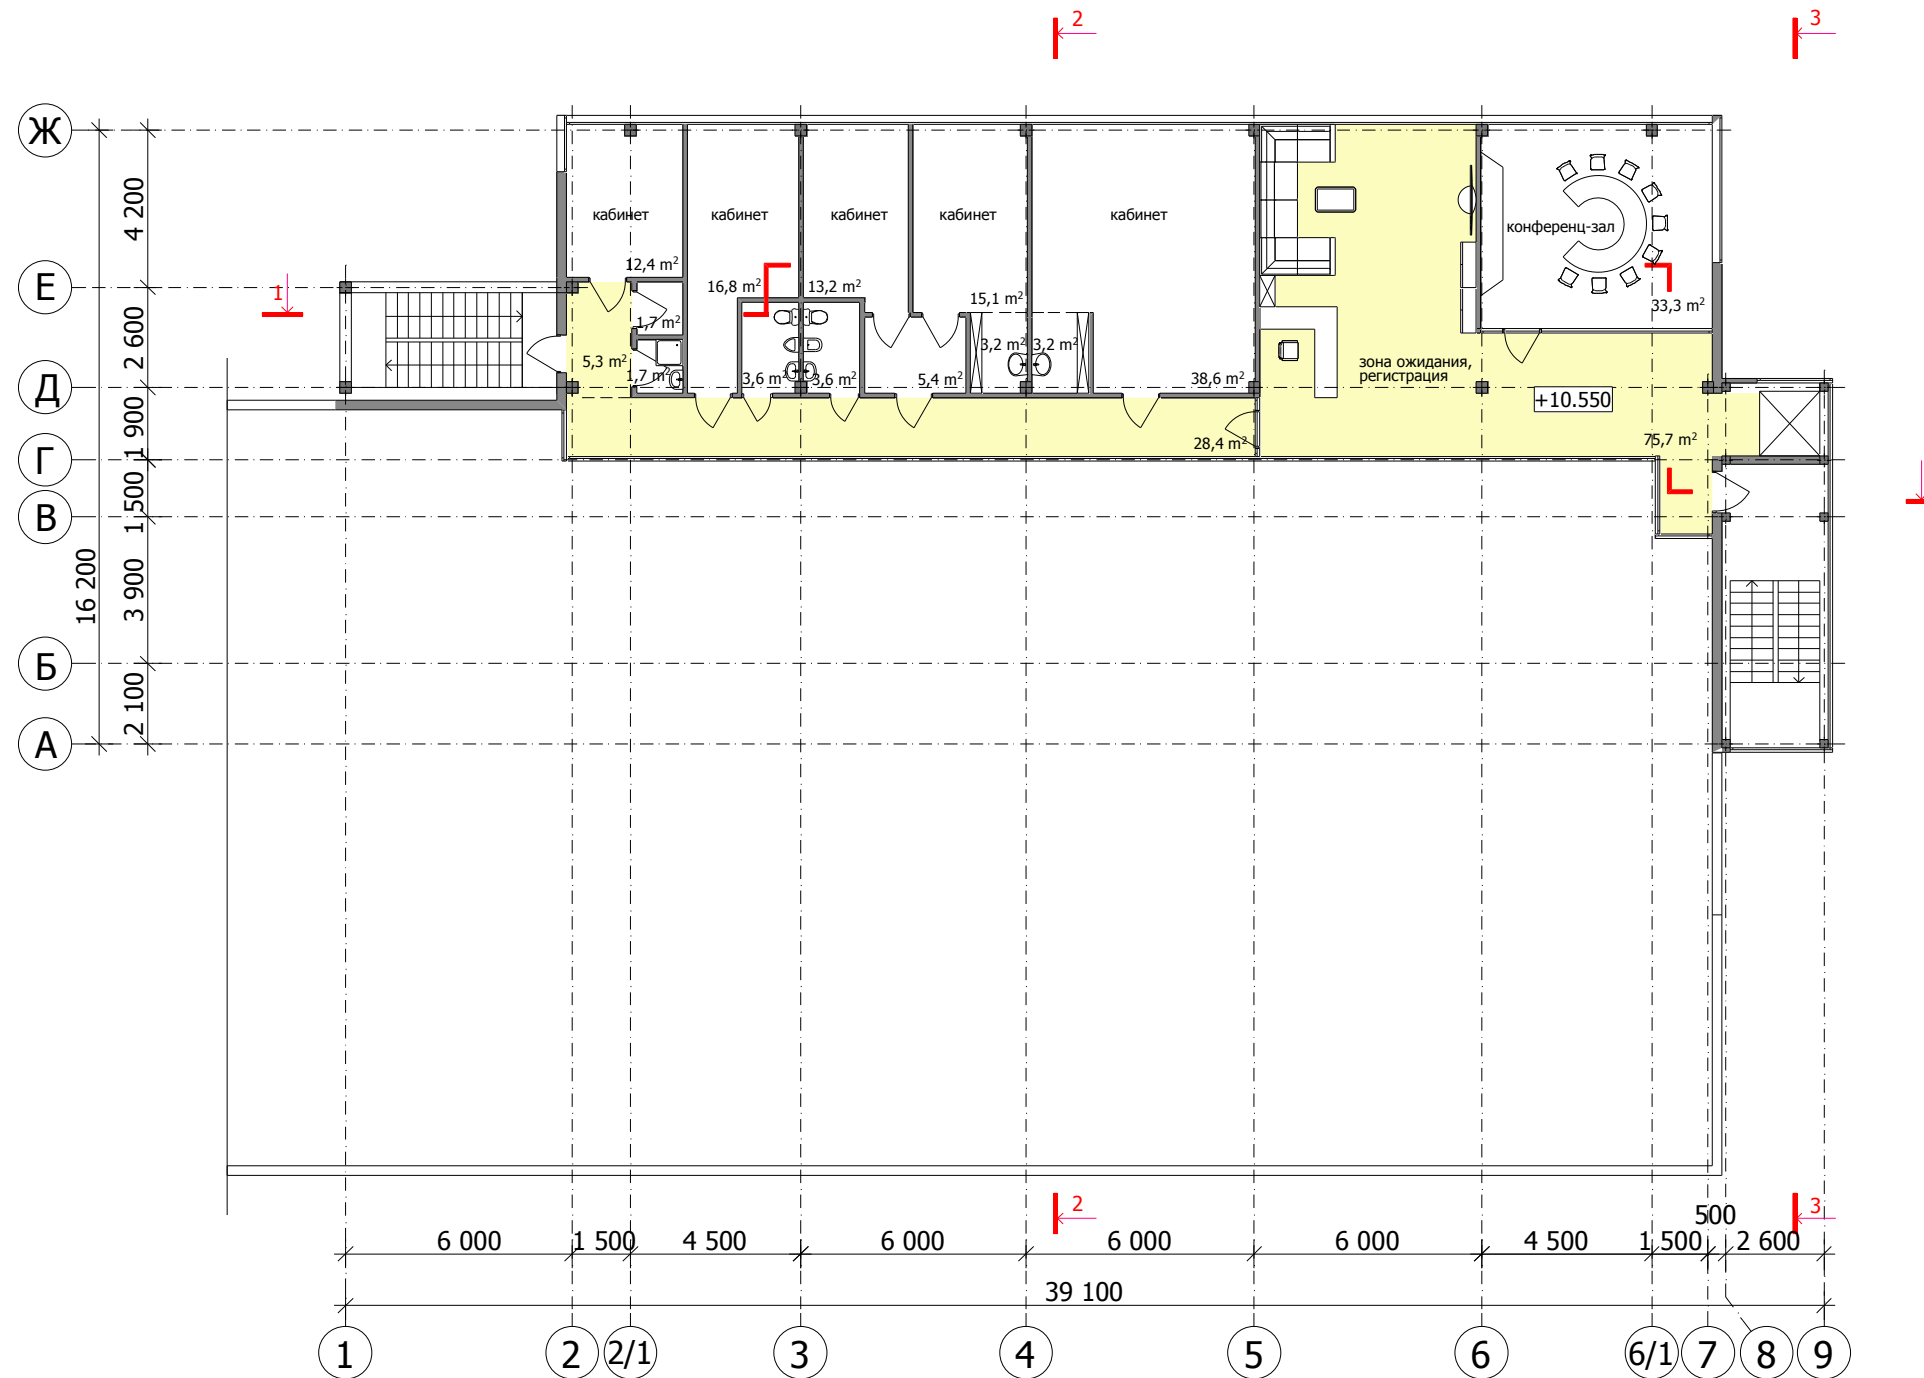 2
3
Ж
4 200
кабинет
кабинет
кабинет
кабинет
кабинет
конференц-зал
12,4 m²
16,8 m²
13,2 m²
15,1 m²
33,3 m²
Е
1
1,7 m²
2 600
5,3 m²
1,7 m²
3,6 m²
3,6 m²
5,4 m²
3,2 m²
3,2 m²
38,6 m²
зона ожидания,
регистрация
Д
+10.550
1 900
28,4 m²
75,7 m²
Г
1 500
В
16 200
3 900
Б
2 100
А
2
3
500
6 000
1 500
4 500
6 000
6 000
6 000
4 500
1 500
2 600
39 100
1
2
2/1
3
4
5
6
6/1
7
8
9